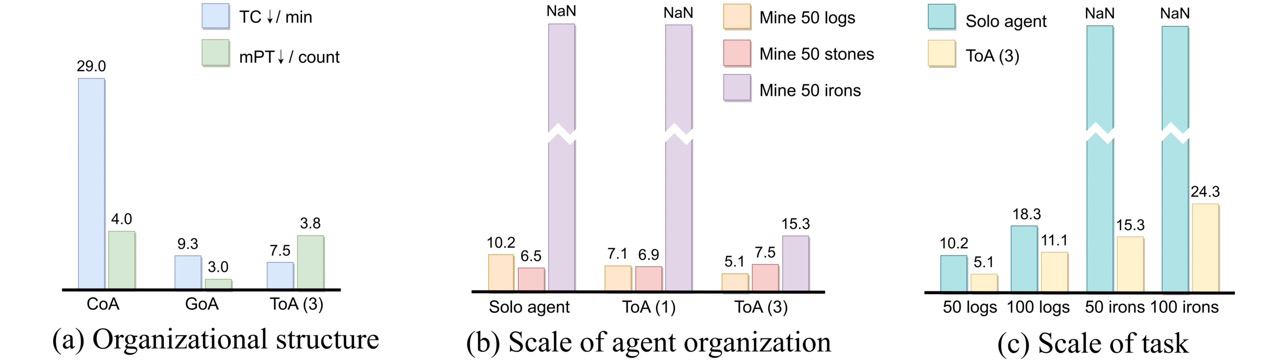 TC ↓/ min
mPT↓/ count
29.0
4.0
9.3
3.0
7.5
3.8
CoA
GoA
ToA (3)
(a) Organizational structure
NaN
NaN
Mine 50 logs
Mine 50 stones
Mine 50 irons
10.2
6.5
7.1
6.9
5.1
7.5
15.3
Solo agent
ToA (1)
ToA (3)
(b) Scale of agent organization
Solo agent
ToA (3)
NaN
NaN
10.2
5.1
18.3
11.1
15.3
24.3
50 logs
100 logs
50 irons
100 irons
(c) Scale of task